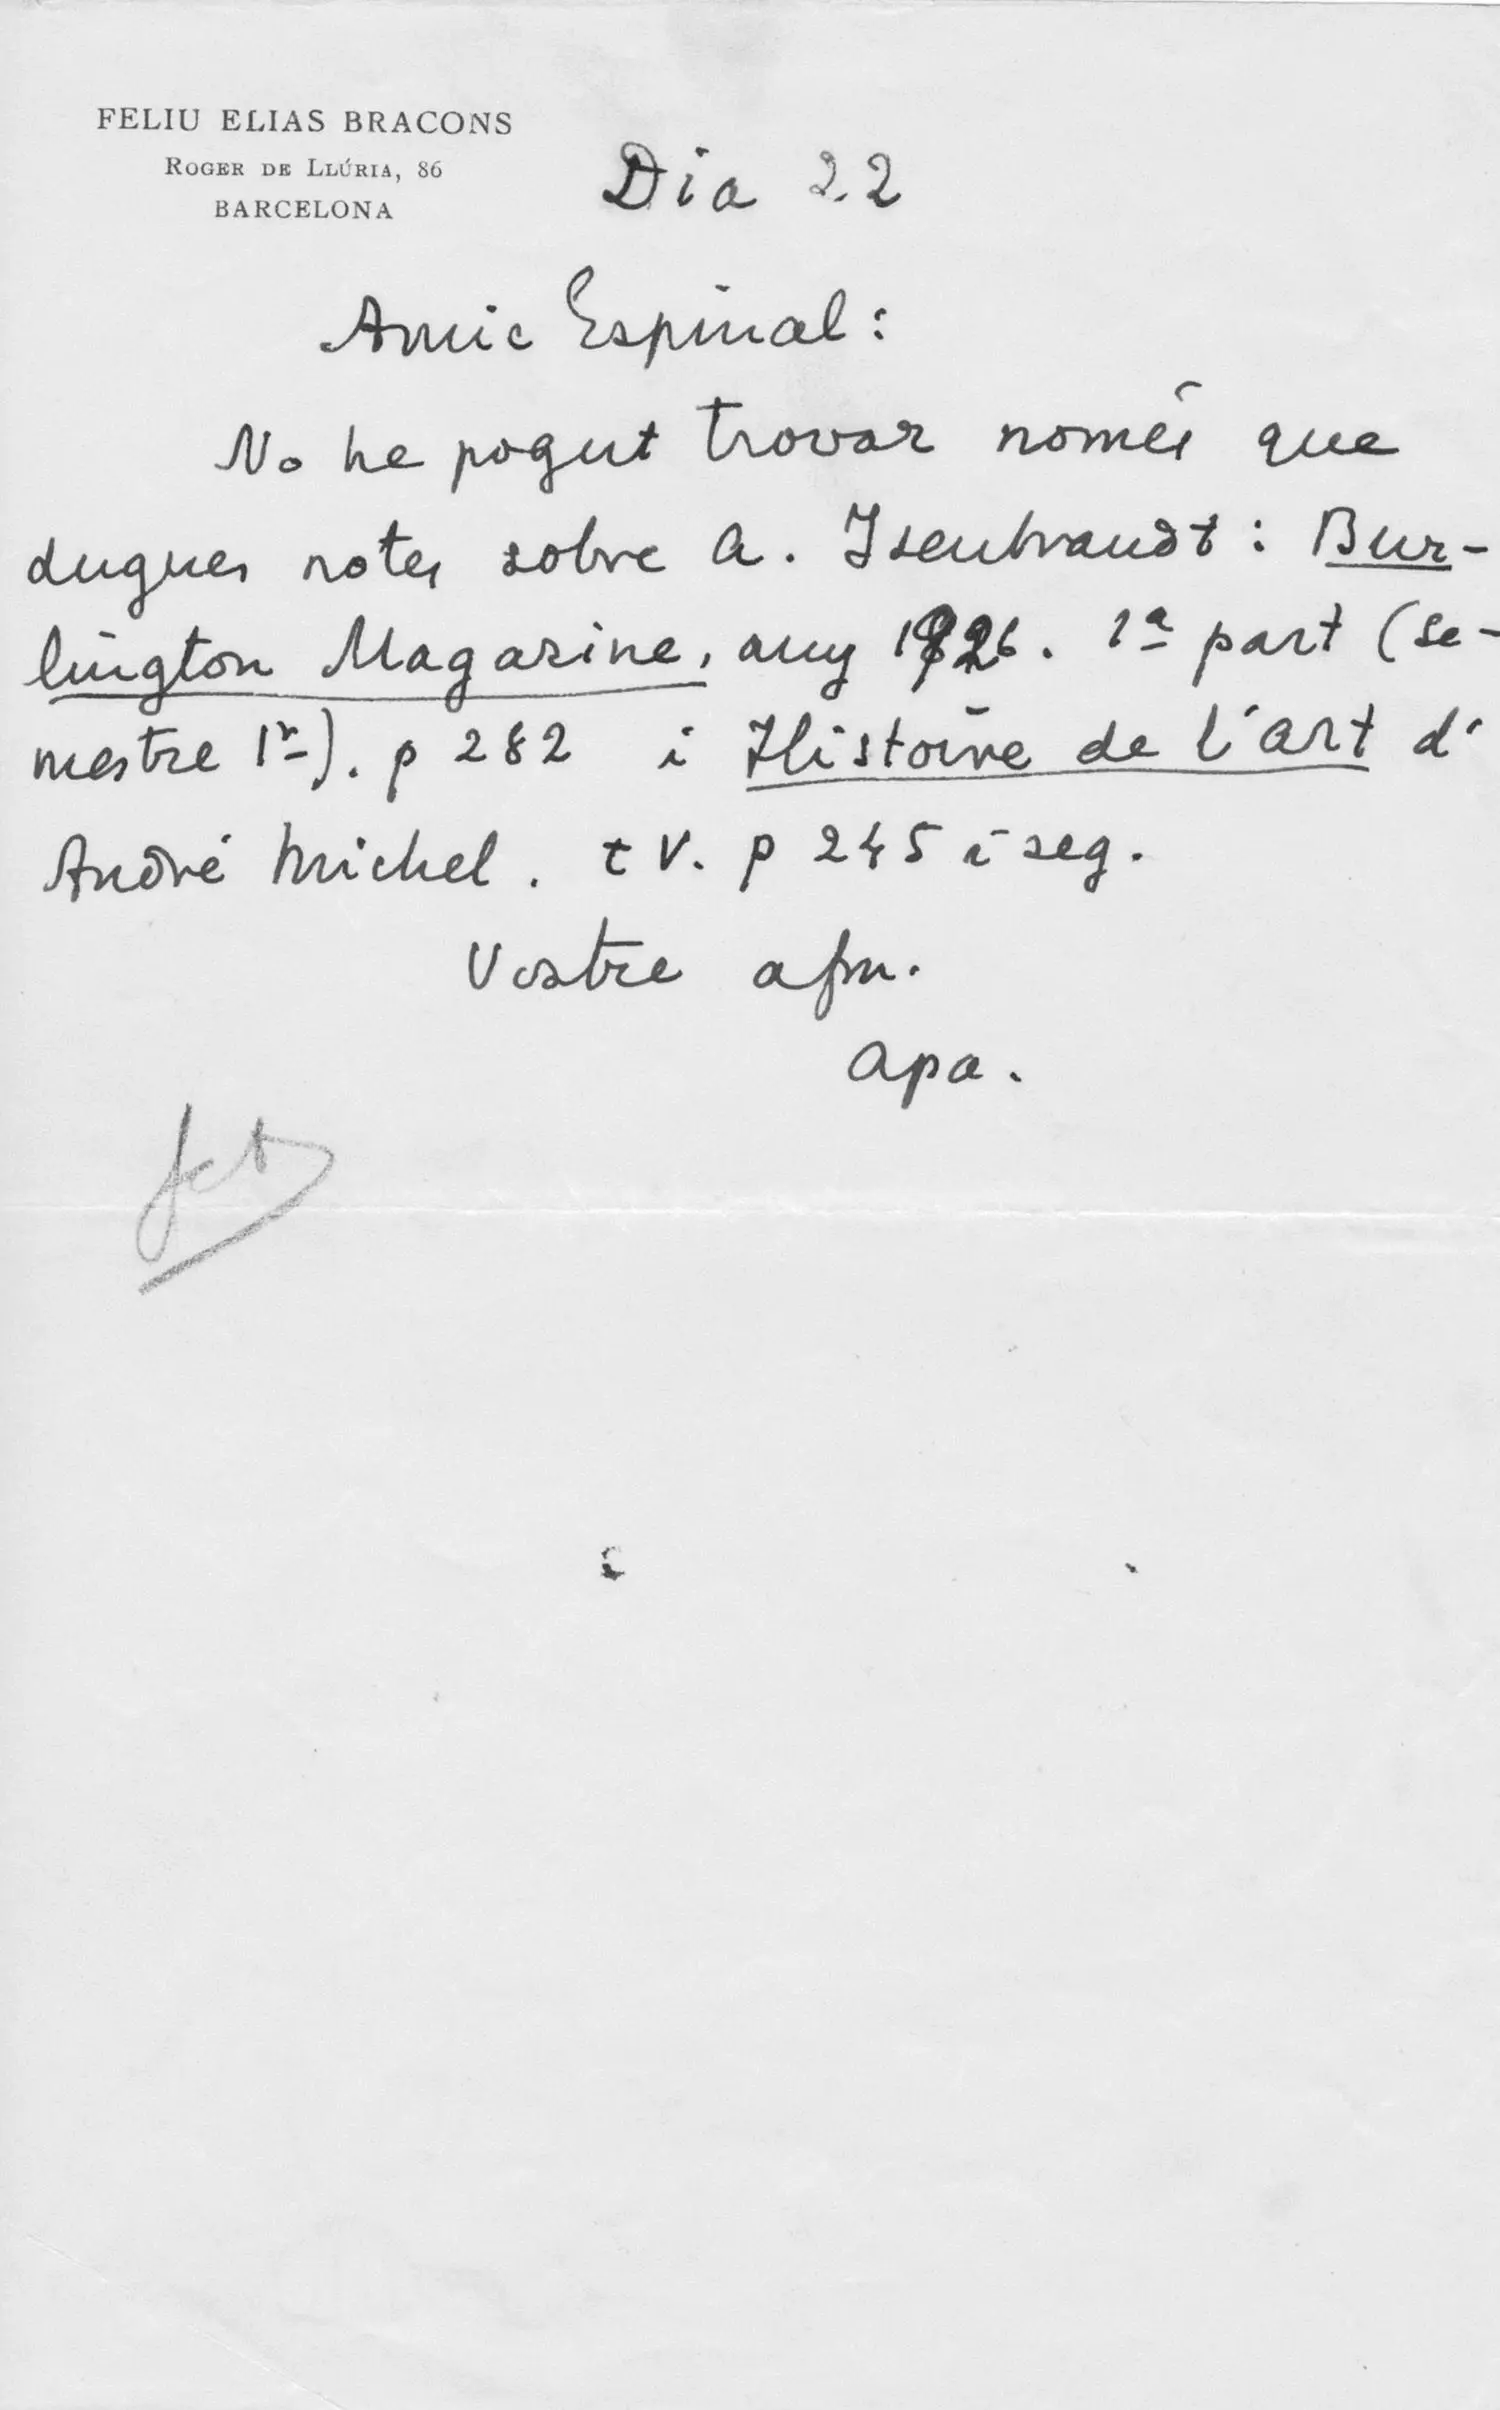 FELIU ELIAS BRACONS
ROGER DE LLÚRIA, 86
BARCELONA
Dia 22
Amic Espinal:
No he pogut trovar només que
dugues notes sobre A. Isenbrandt: Bur-
lington Magazine, any 1926. 1ª part (se-
mestre 1r). p 282 i Histoire de l'art d'
André Michel. t V. p 245 i seg.
Vostre afm.
Apa.
fet